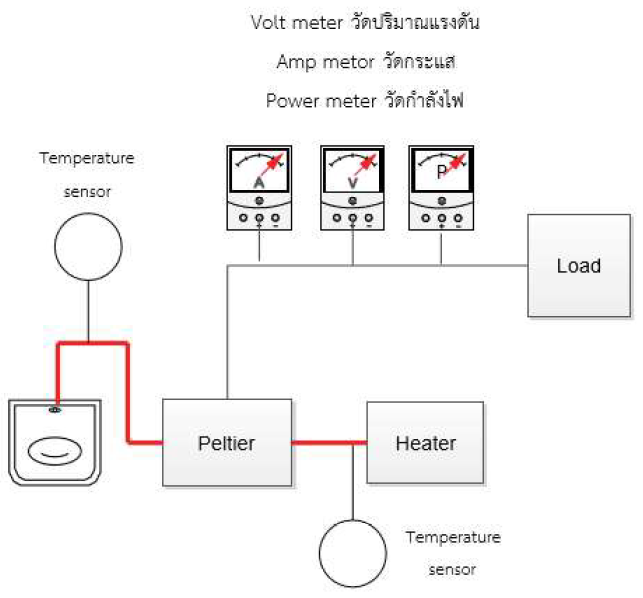 Volt meter วัดปริมาณแรงดัน
Amp metor วัดกระแส
Power meter วัดกำลังไฟ
Temperature
sensor
A
V
P
Load
Peltier
Heater
Temperature
sensor